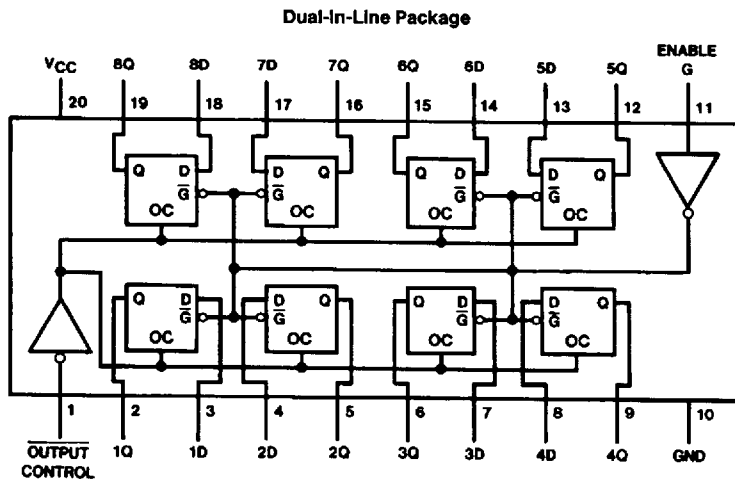 Dual-In-Line Package
ENABLE
VCC 8Q 8D 7D 7Q 6Q 6D 5D 5Q G
20 19 18 17 16 15 14 13 12 11
Q D D Q Q D D Q
G̅ G̅ G̅ G̅
OC OC OC OC
Q D D Q Q D D Q
G̅ G̅ G̅ G̅
OC OC OC OC
1 2 3 4 5 6 7 8 9 10
O̅U̅T̅P̅U̅T̅ 1Q 1D 2D 2Q 3Q 3D 4D 4Q GND
CONTROL